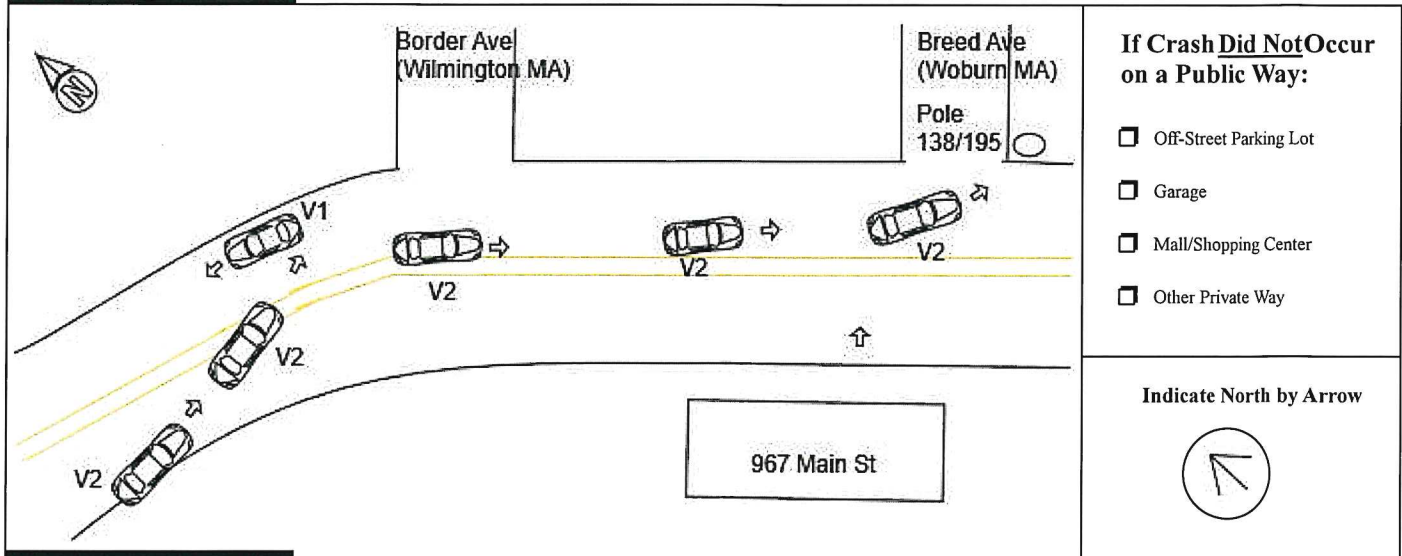 Border Ave
(Wilmington MA)
Breed Ave
(Woburn MA)
Pole
138/195
N
V1
V2
V2
V2
V2
V2
967 Main St
If Crash Did Not Occur
on a Public Way:
Off-Street Parking Lot
Garage
Mall/Shopping Center
Other Private Way
Indicate North by Arrow